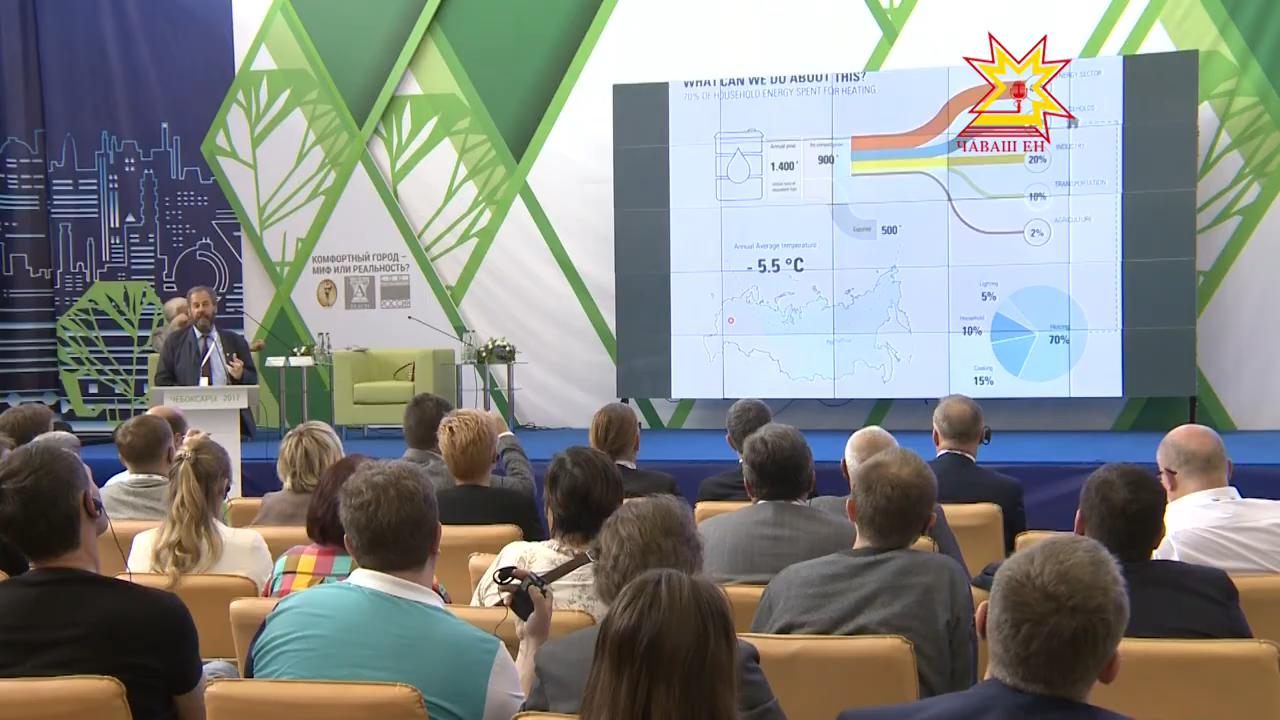 WHAT CAN WE DO ABOUT THIS?
70% OF HOUSEHOLD ENERGY SPENT FOR HEATING
ЧАВАШ ЕН
1.400*
900*
20%
TRANSPORTATION
10%
AGRICULTURE
2%
Exported
500*
Annual Average temperature
- 5.5 °C
Lighting
5%
Household
10%
Heating
70%
Cooking
15%
КОМФОРТНЫЙ ГОРОД –
МИФ ИЛИ РЕАЛЬНОСТЬ?
ЧЕБОКСАРЫ 2017